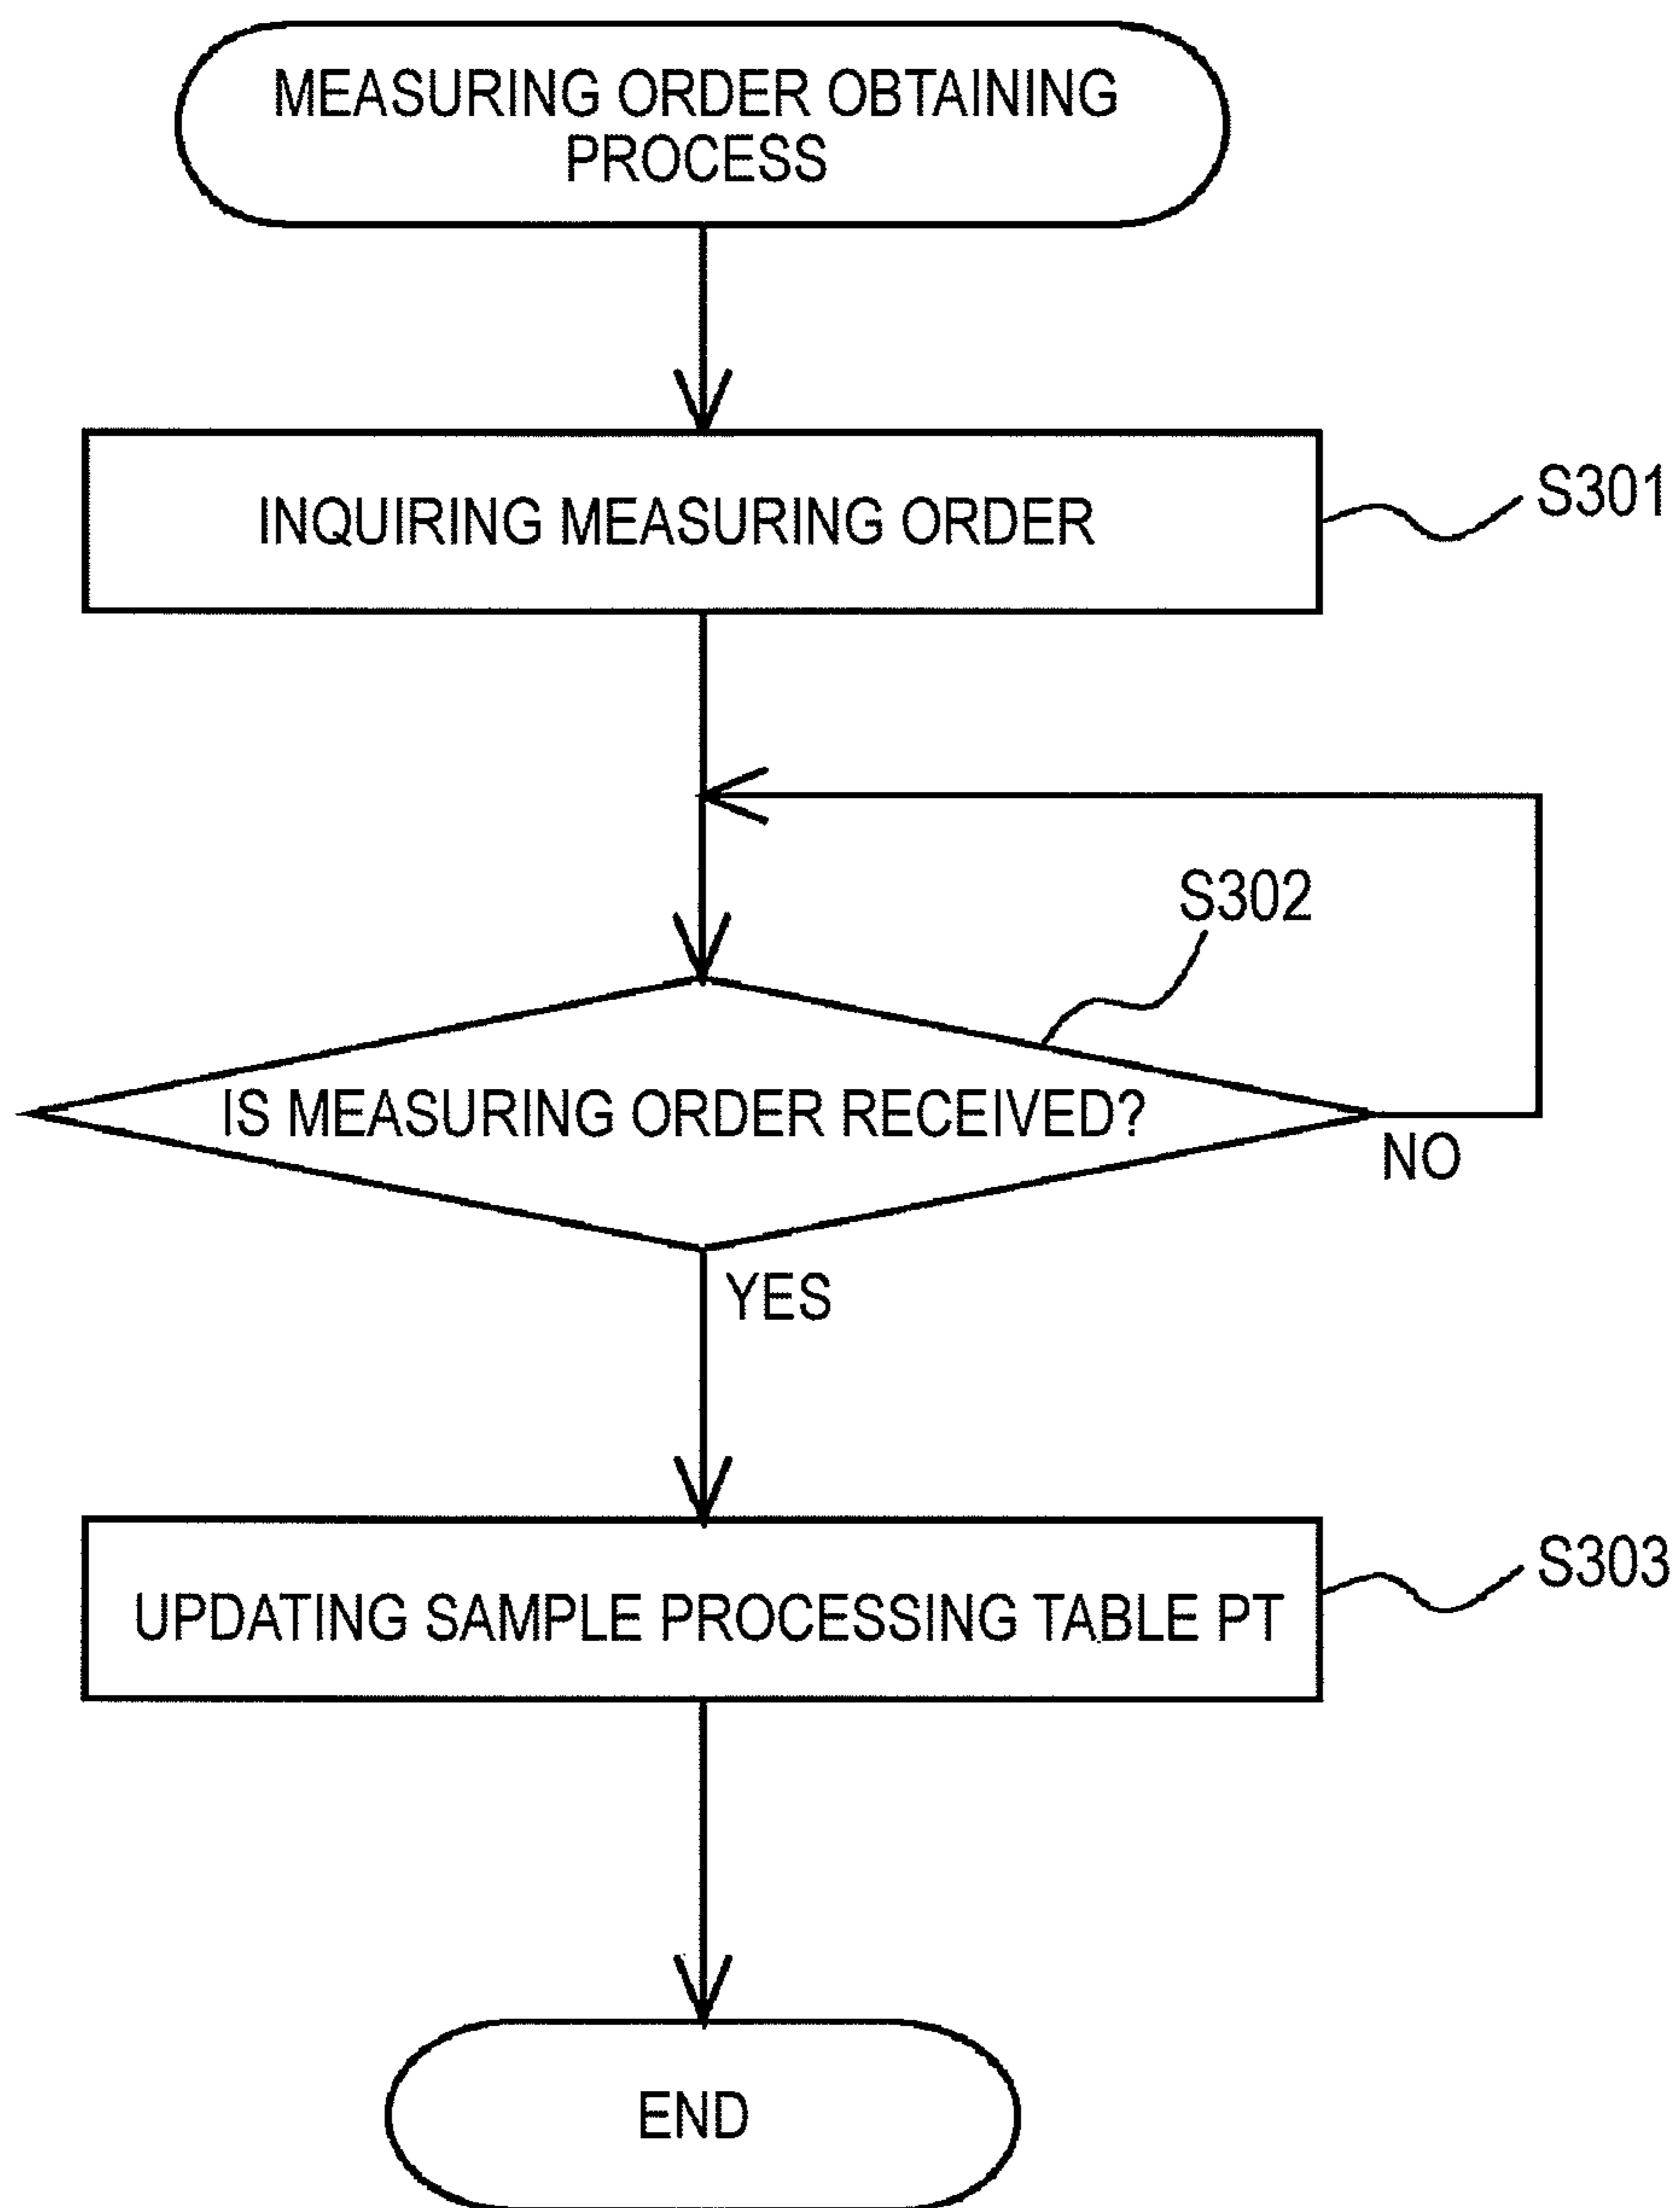 MEASURING ORDER OBTAINING
PROCESS
INQUIRING MEASURING ORDER
S301
S302
IS MEASURING ORDER RECEIVED?
NO
YES
UPDATING SAMPLE PROCESSING TABLE PT
S303
END